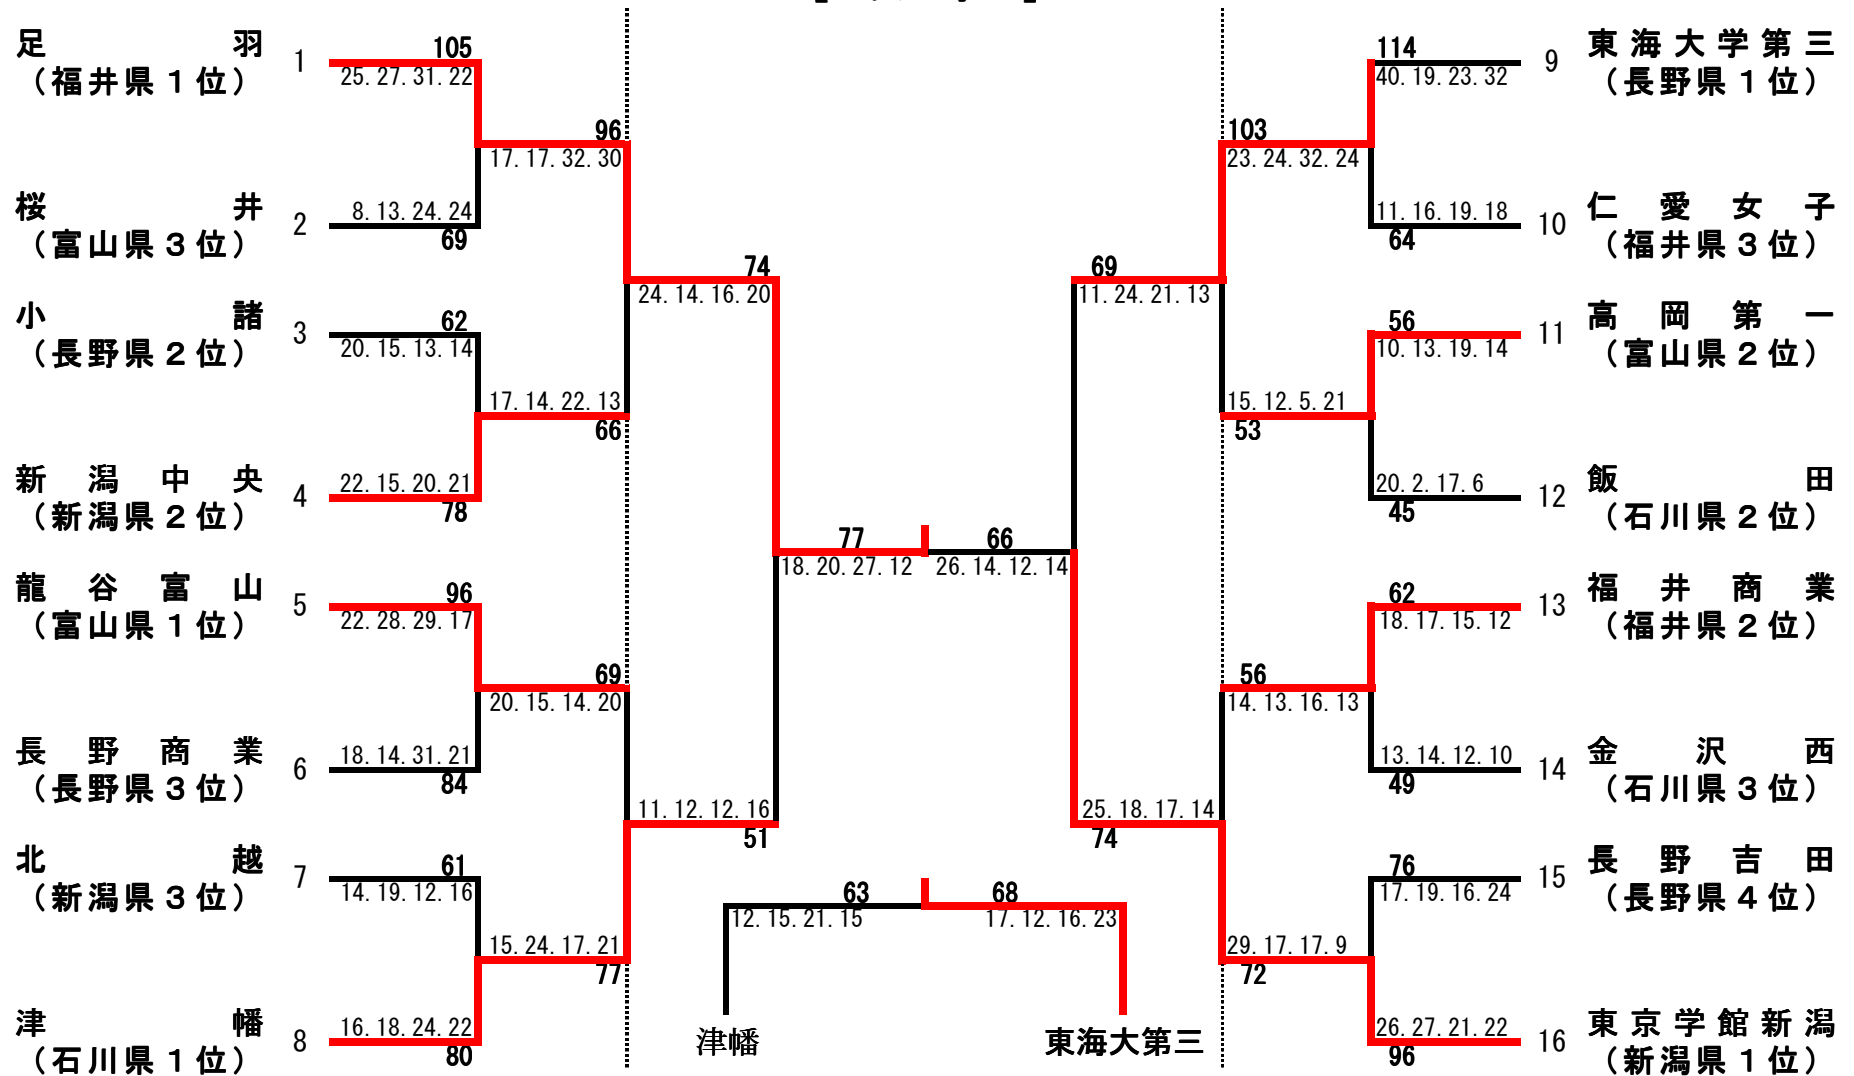 足羽 1 105
（福井県１位） 25. 27. 31. 22
96
17. 17. 32. 30
桜井 2 8. 13. 24. 24
（富山県３位） 69
74
24. 14. 16. 20
小諸 3 62
（長野県２位） 20. 15. 13. 14
17. 14. 22. 13
66
新潟中央 4 22. 15. 20. 21
（新潟県２位） 78
77
18. 20. 27. 12
龍谷富山 5 96
（富山県１位） 22. 28. 29. 17
69
20. 15. 14. 20
長野商業 6 18. 14. 31. 21
（長野県３位） 84
11. 12. 12. 16
51
北越 7 61
（新潟県３位） 14. 19. 12. 16
15. 24. 17. 21
77
津幡 8 16. 18. 24. 22
（石川県１位） 80
114 9 東海大学第三
40. 19. 23. 32 （長野県１位）
103
23. 24. 32. 24
11. 16. 19. 18 10 仁愛女子
64 （福井県３位）
69
11. 24. 21. 13
56 11 高岡第一
10. 13. 19. 14 （富山県２位）
15. 12. 5. 21
53
20. 2. 17. 6 12 飯田
45 （石川県２位）
66
26. 14. 12. 14
62 13 福井商業
18. 17. 15. 12 （福井県２位）
56
14. 13. 16. 13
13. 14. 12. 10 14 金沢西
49 （石川県３位）
25. 18. 17. 14
74
76 15 長野吉田
17. 19. 16. 24 （長野県４位）
29. 17. 17. 9
72
26. 27. 21. 22 16 東京学館新潟
96 （新潟県１位）
63 68
12. 15. 21. 15 17. 12. 16. 23
津幡 東海大第三